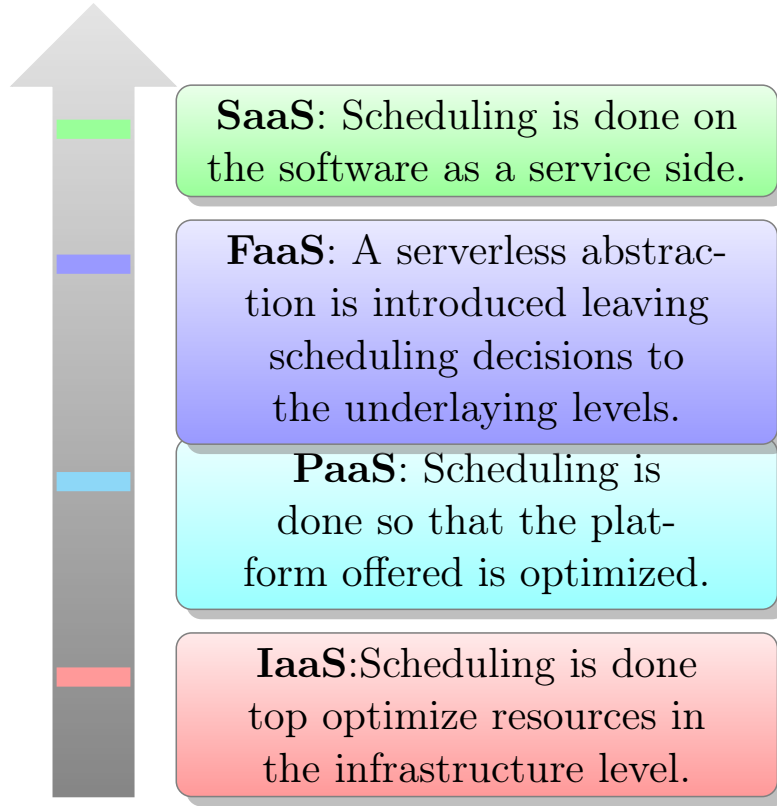 SaaS: Scheduling is done on
the software as a service side.
FaaS: A serverless abstrac-
tion is introduced leaving
scheduling decisions to
the underlaying levels.
PaaS: Scheduling is
done so that the plat-
form offered is optimized.
IaaS:Scheduling is done
top optimize resources in
the infrastructure level.